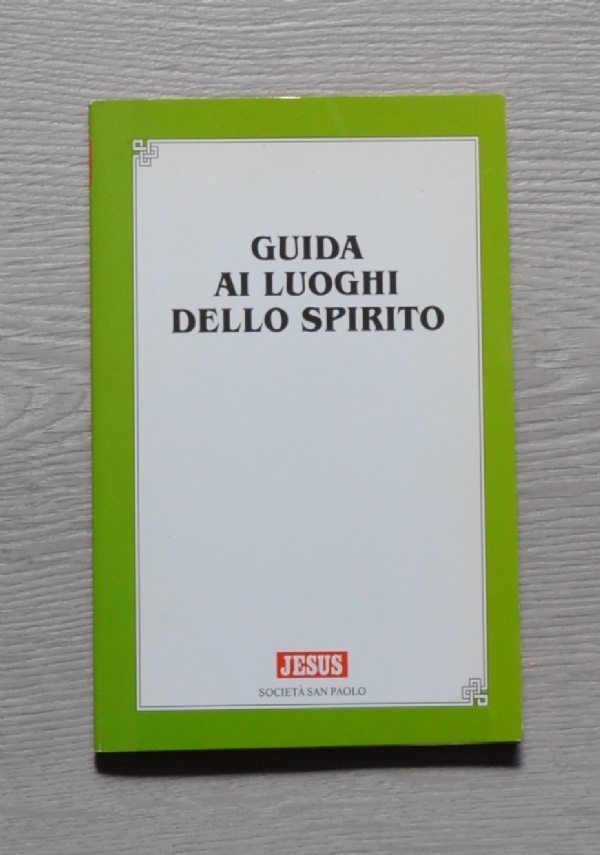 GUIDA
AI LUOGHI
DELLO SPIRITO
JESUS
SOCIETÀ SAN PAOLO